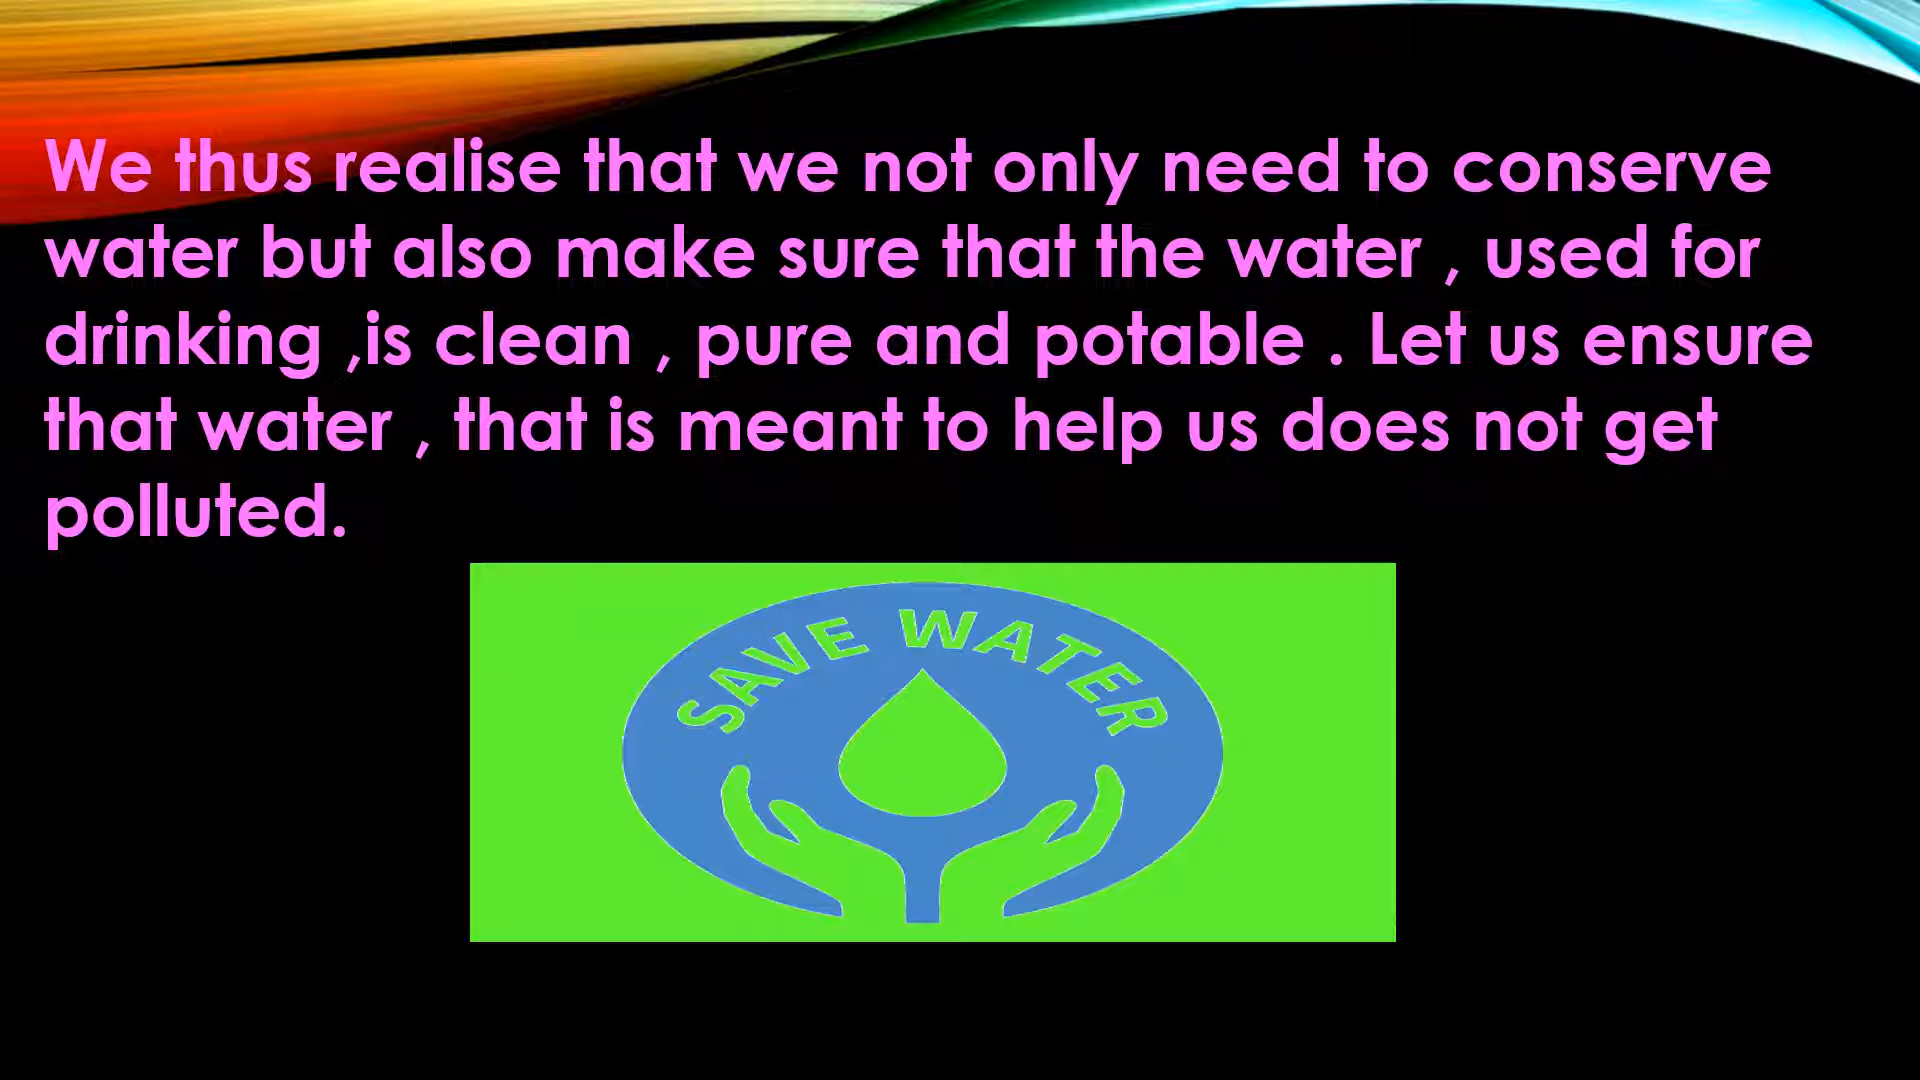 We thus realise that we not only need to conserve
water but also make sure that the water , used for
drinking ,is clean , pure and potable . Let us ensure
that water , that is meant to help us does not get
polluted.
SAVE WATER